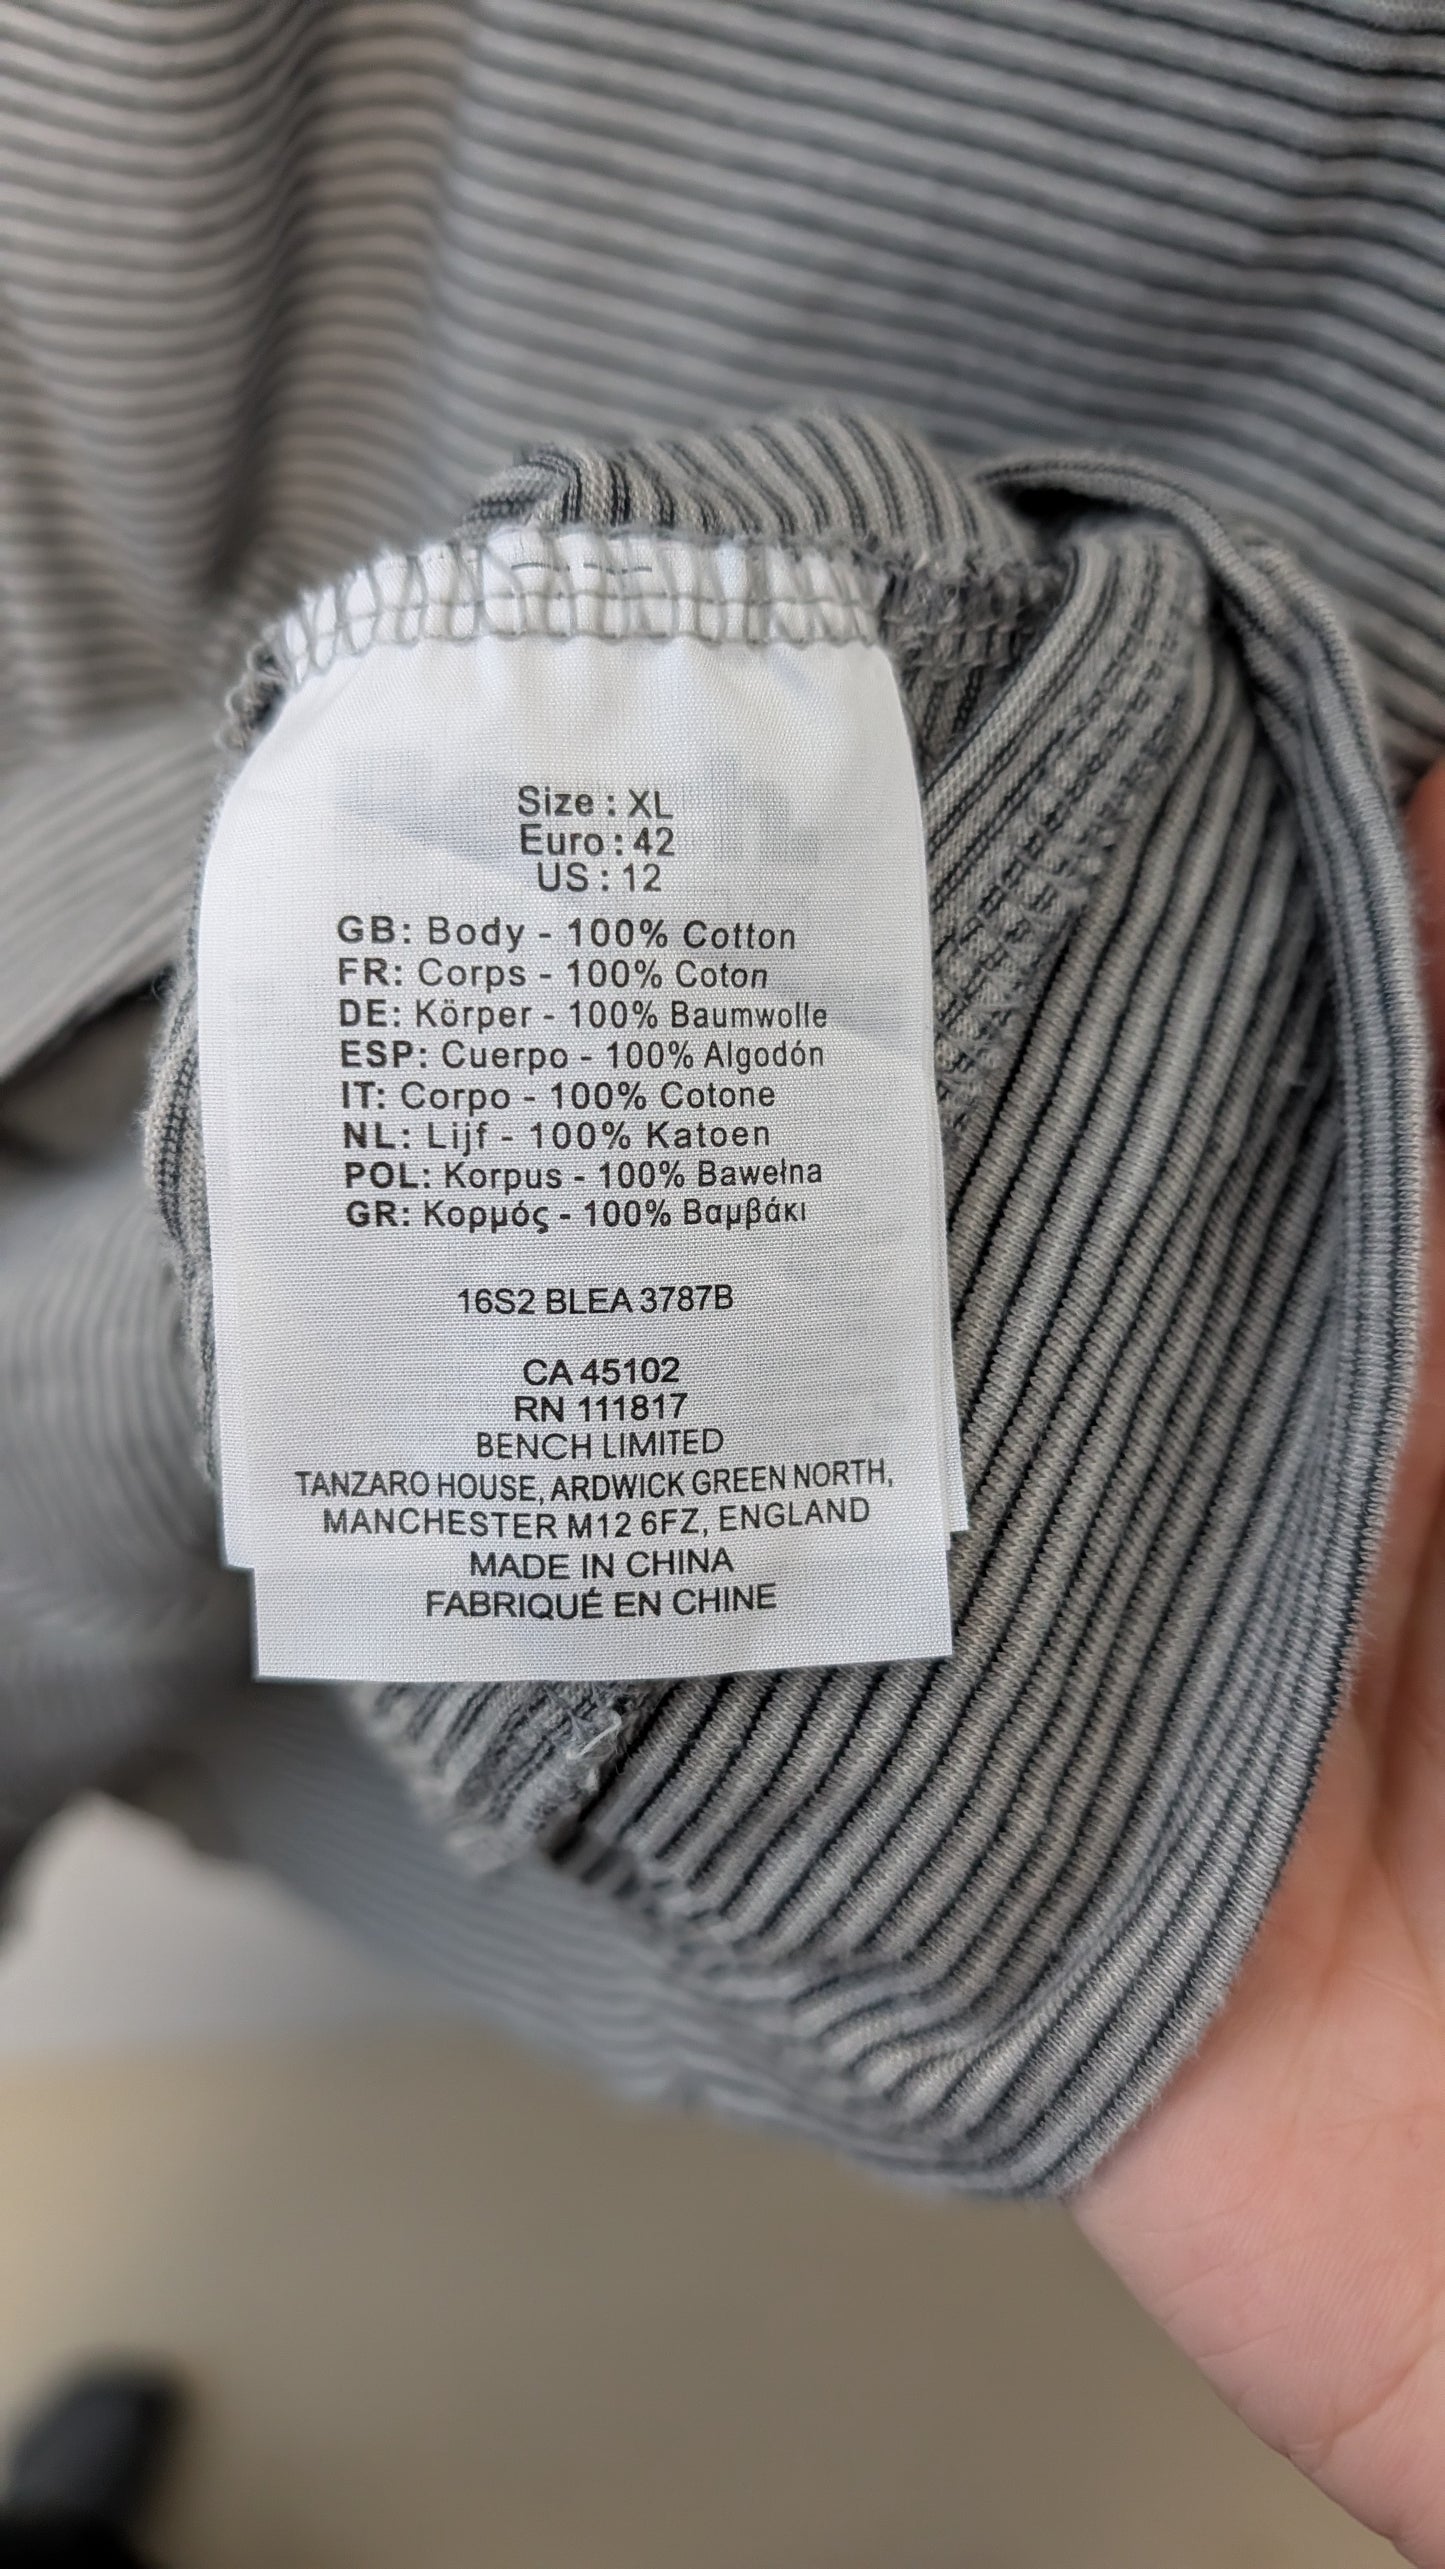 Size : XL
Euro : 42
US : 12
GB: Body - 100% Cotton
FR: Corps - 100% Coton
DE: Körper - 100% Baumwolle
ESP: Cuerpo - 100% Algodón
IT: Corpo - 100% Cotone
NL: Lijf - 100% Katoen
POL: Korpus - 100% Bawełna
GR: Κορμός - 100% Βαμβάκι
16S2 BLEA 3787B
CA 45102
RN 111817
BENCH LIMITED
TANZARO HOUSE, ARDWICK GREEN NORTH,
MANCHESTER M12 6FZ, ENGLAND
MADE IN CHINA
FABRIQUÉ EN CHINE